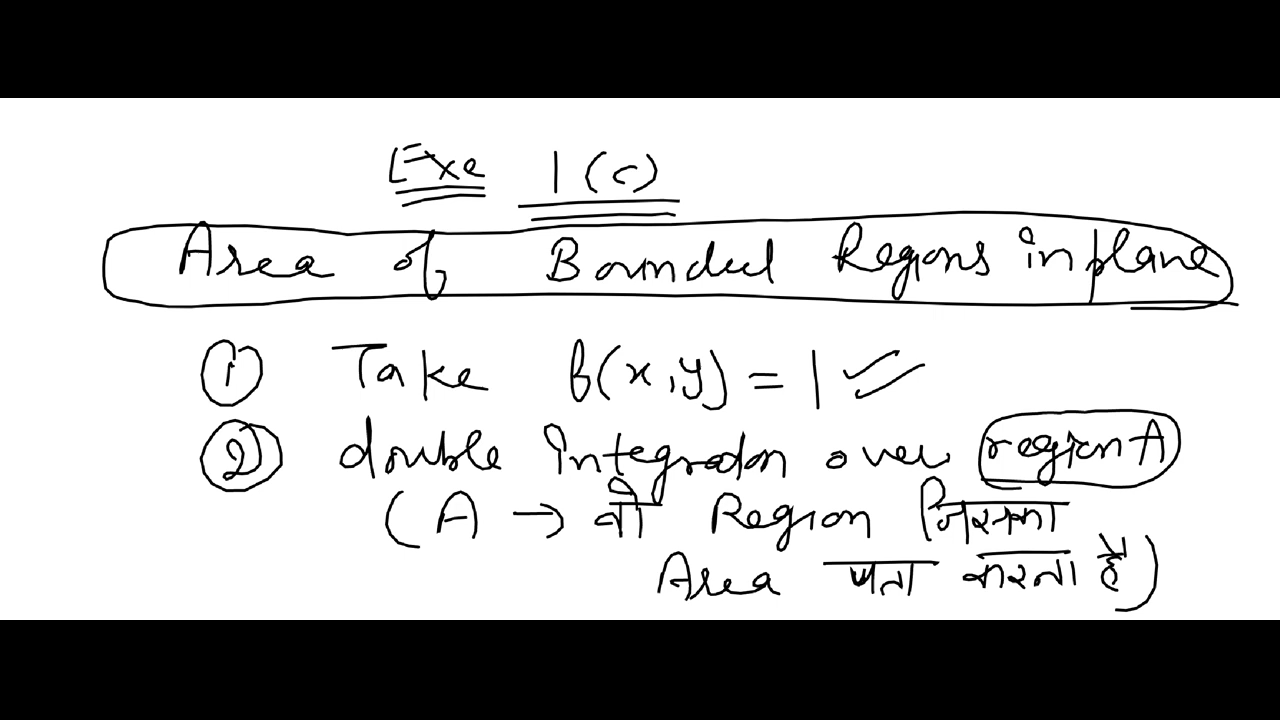 Exe 1(c)
Area of Bounded Regions in plane
① Take f(x,y) = 1
② double integration over region A
(A → वो Region जिसका
Area पता करना है)